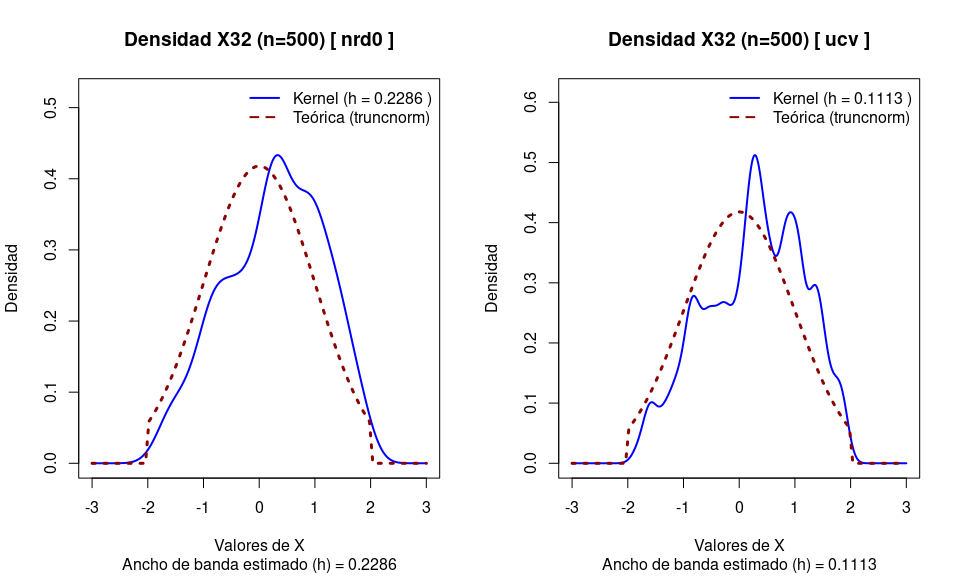 Densidad X32 (n=500) [ nrd0 ]
Kernel (h = 0.2286 )
Teórica (truncnorm)
Densidad
0.5
0.4
0.3
0.2
0.1
0.0
-3 -2 -1 0 1 2 3
Valores de X
Ancho de banda estimado (h) = 0.2286
Densidad X32 (n=500) [ ucv ]
Kernel (h = 0.1113 )
Teórica (truncnorm)
Densidad
0.6
0.5
0.4
0.3
0.2
0.1
0.0
-3 -2 -1 0 1 2 3
Valores de X
Ancho de banda estimado (h) = 0.1113